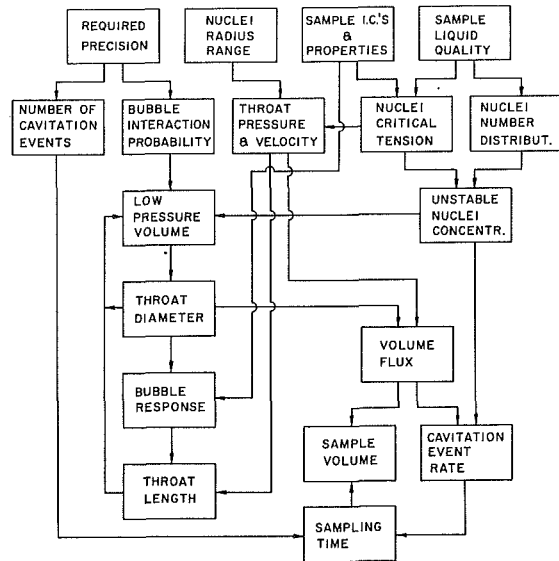 REQUIRED
PRECISION
NUCLEI
RADIUS
RANGE
SAMPLE I.C.'S
&
PROPERTIES
SAMPLE
LIQUID
QUALITY
NUMBER OF
CAVITATION
EVENTS
BUBBLE
INTERACTION
PROBABILITY
THROAT
PRESSURE
& VELOCITY
NUCLEI
CRITICAL
TENSION
NUCLEI
NUMBER
DISTRIBUT.
LOW
PRESSURE
VOLUME
UNSTABLE
NUCLEI
CONCENTR.
THROAT
DIAMETER
VOLUME
FLUX
BUBBLE
RESPONSE
SAMPLE
VOLUME
CAVITATION
EVENT
RATE
THROAT
LENGTH
SAMPLING
TIME